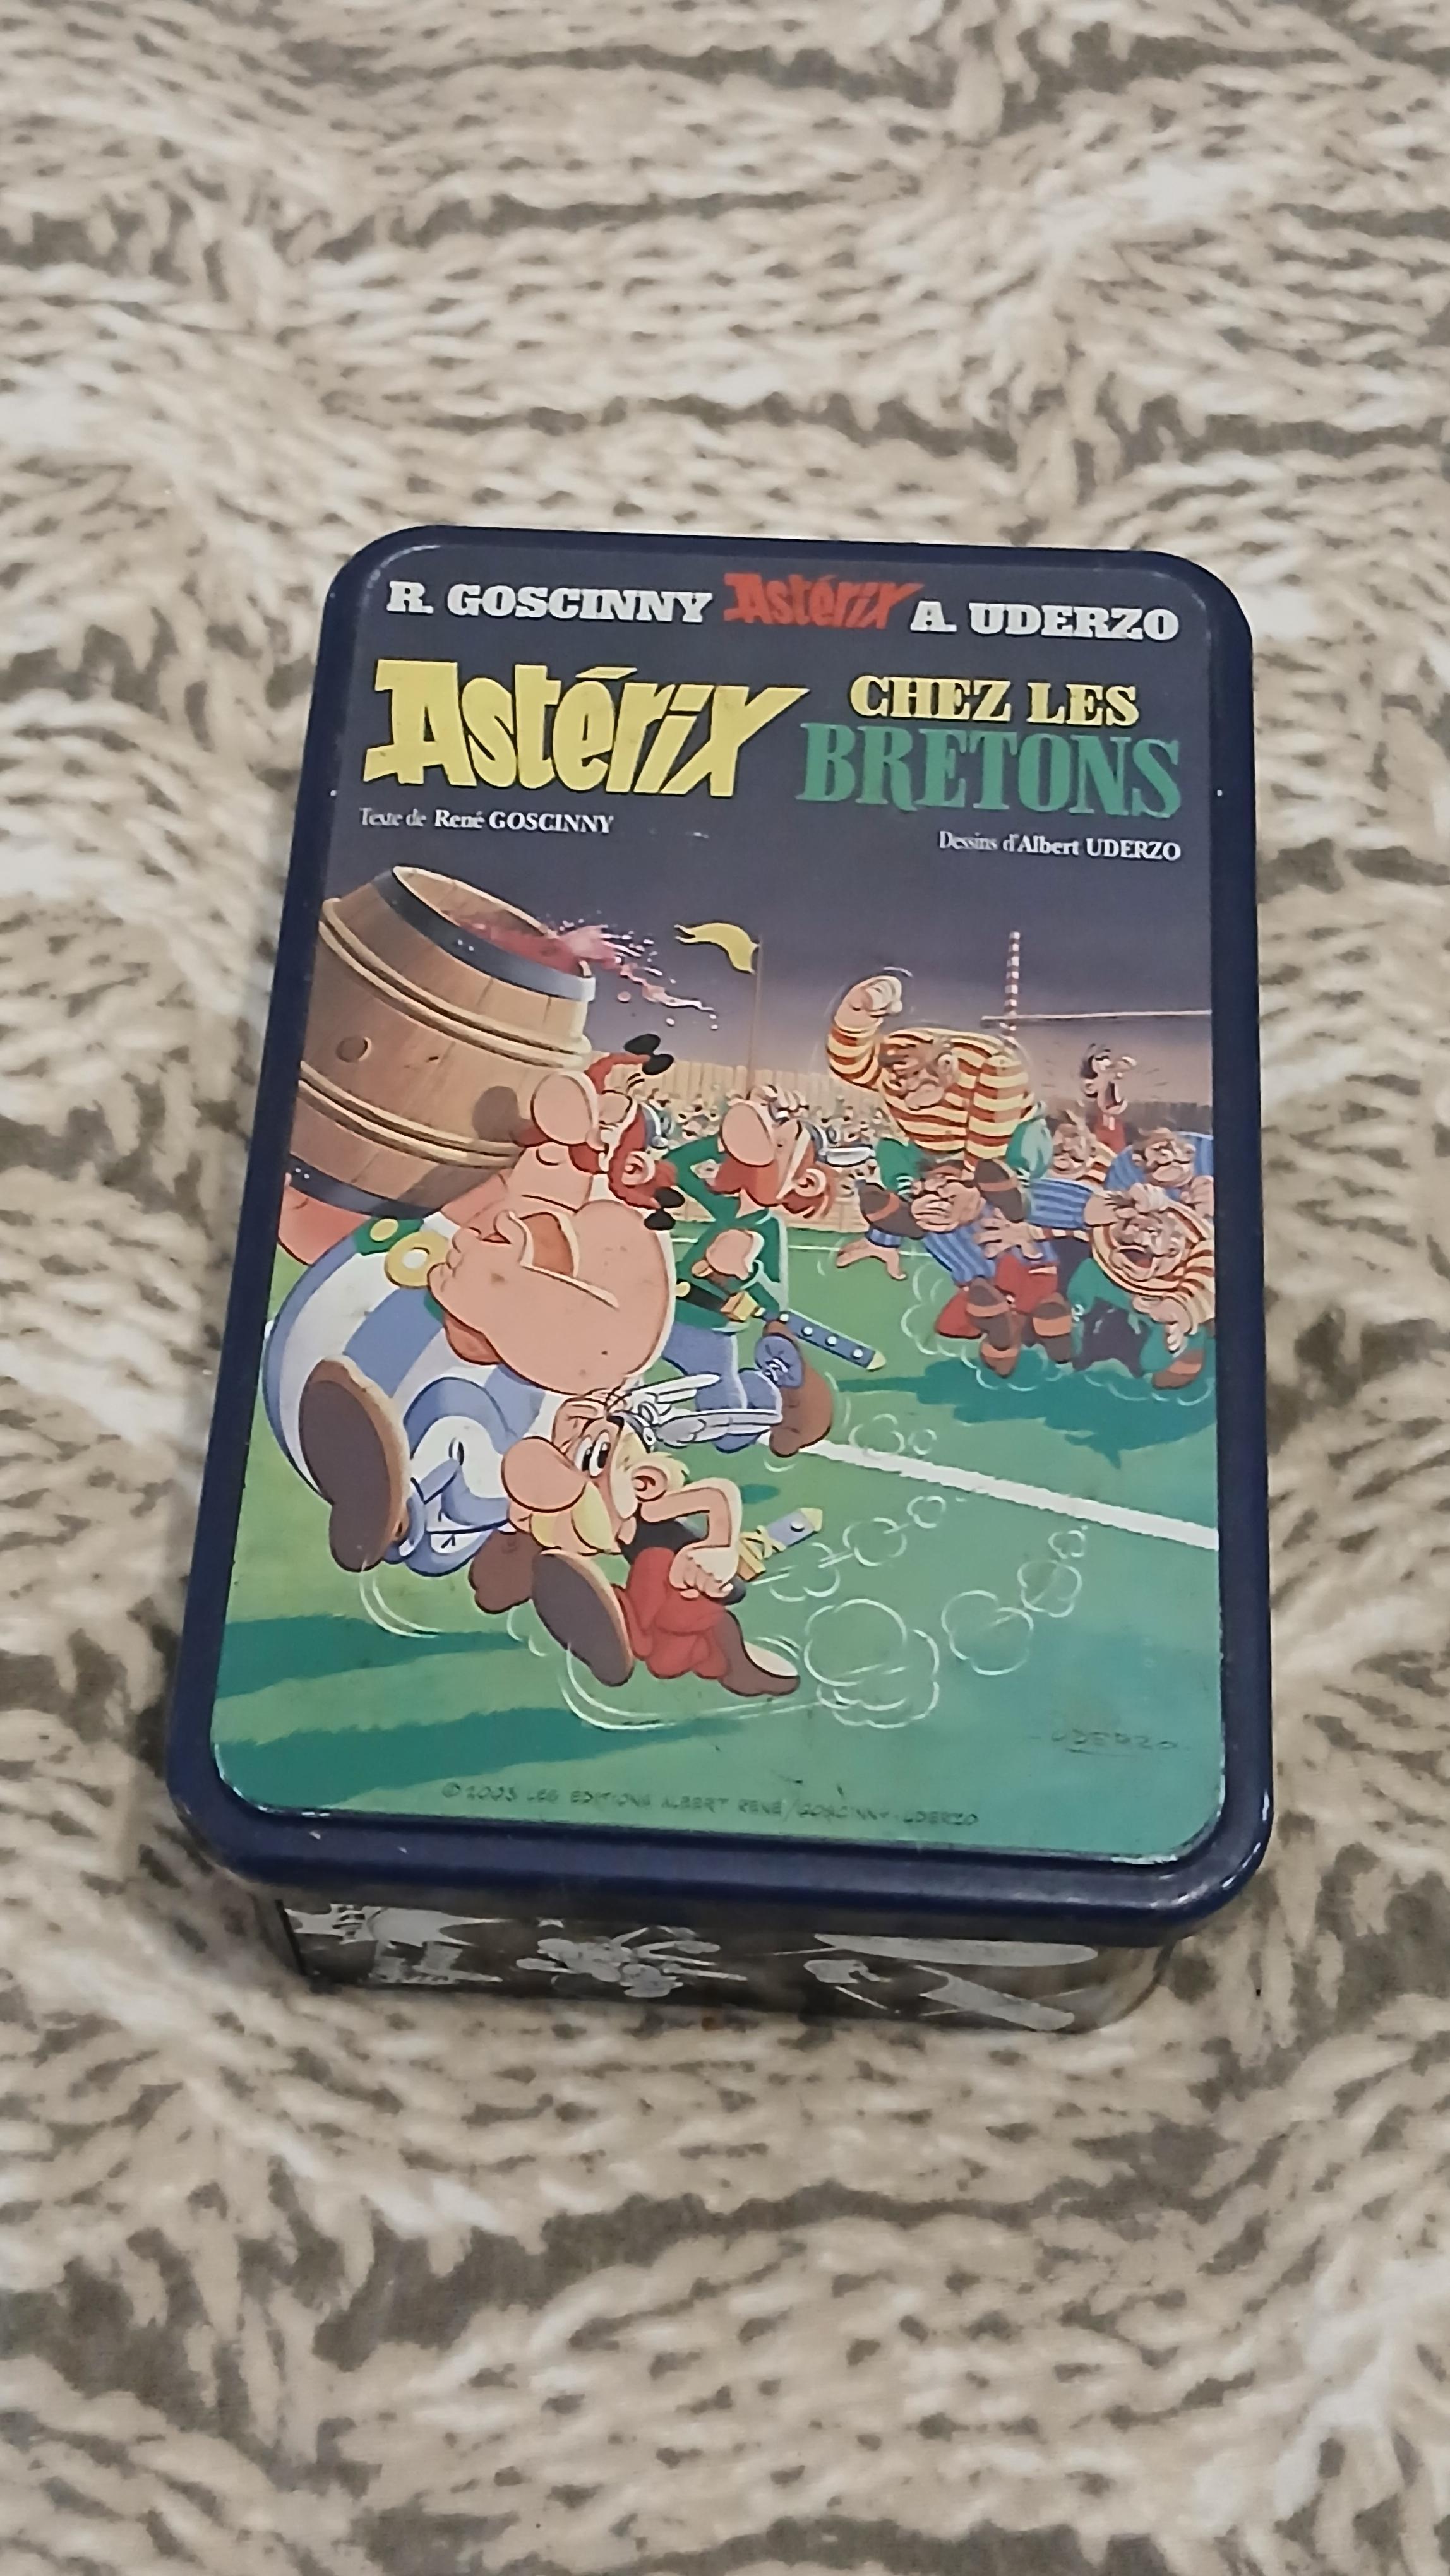 R. GOSCINNY Astérix A. UDERZO
Astérix CHEZ LES
BRETONS
Texte de René GOSCINNY
Dessins d'Albert UDERZO
UDERZO
© 2003 LES EDITIONS ALBERT RENÉ/GOSCINNY-UDERZO